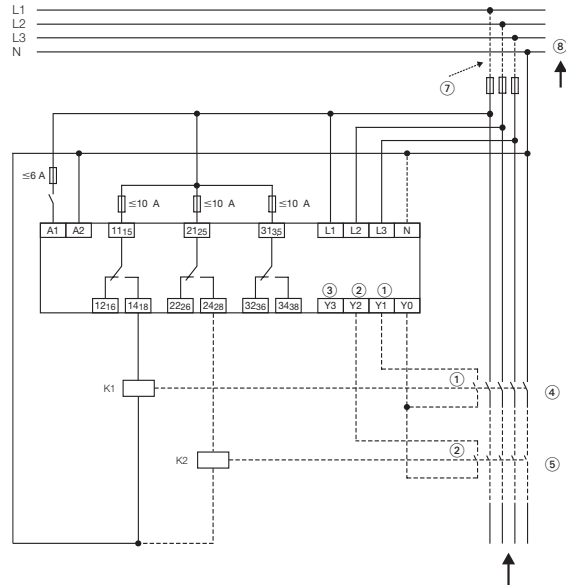 L1
L2
L3
N
⑧
⑦
≤6 A
≤10 A ≤10 A ≤10 A
A1 A2 1115 2125 3135 L1 L2 L3 N
③ ② ①
1216 1418 2226 2428 3236 3438 Y3 Y2 Y1 Y0
①
K1 ④
②
K2 ⑤